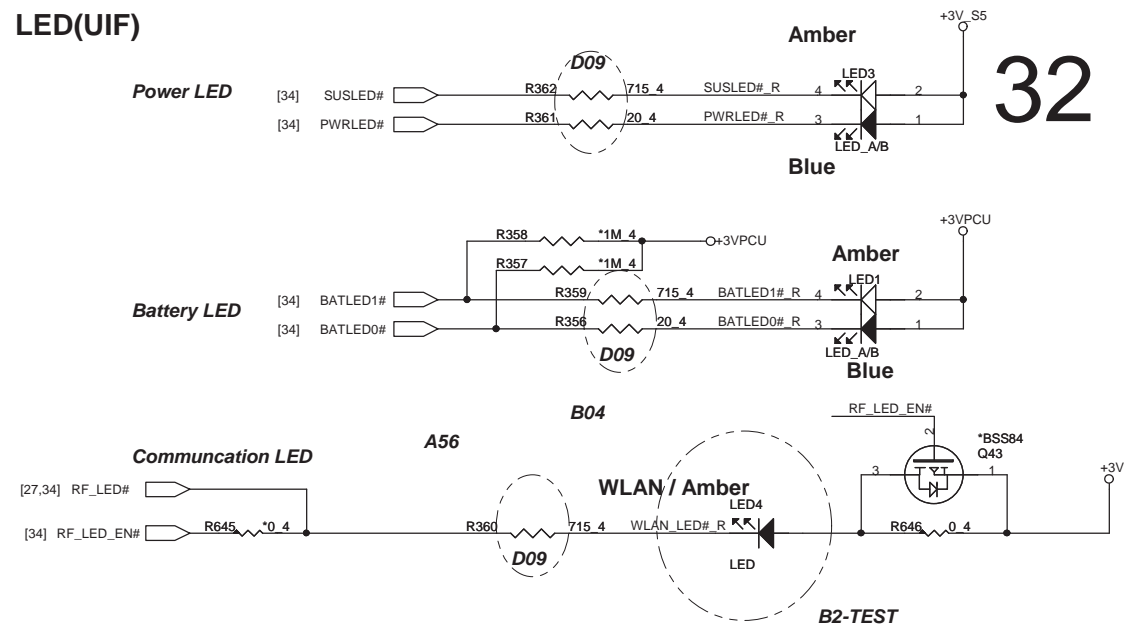 LED(UIF)
+3V_S5
Amber
32
D09
LED3
Power LED
[34] SUSLED# R362 715_4 SUSLED#_R 4 2
[34] PWRLED# R361 20_4 PWRLED#_R 3 1
LED_A/B
Blue
+3VPCU
R358 *1M_4 +3VPCU
Amber
R357 *1M_4
LED1
Battery LED
[34] BATLED1# R359 715_4 BATLED1#_R 4 2
[34] BATLED0# R356 20_4 BATLED0#_R 3 1
D09
LED_A/B
Blue
B04
RF_LED_EN#
A56
2
*BSS84
Q43
Communcation LED
3 1
+3V
[27,34] RF_LED#
WLAN / Amber
LED4
[34] RF_LED_EN# R645 *0_4 R360 715_4 WLAN_LED#_R R646 0_4
D09
LED
B2-TEST